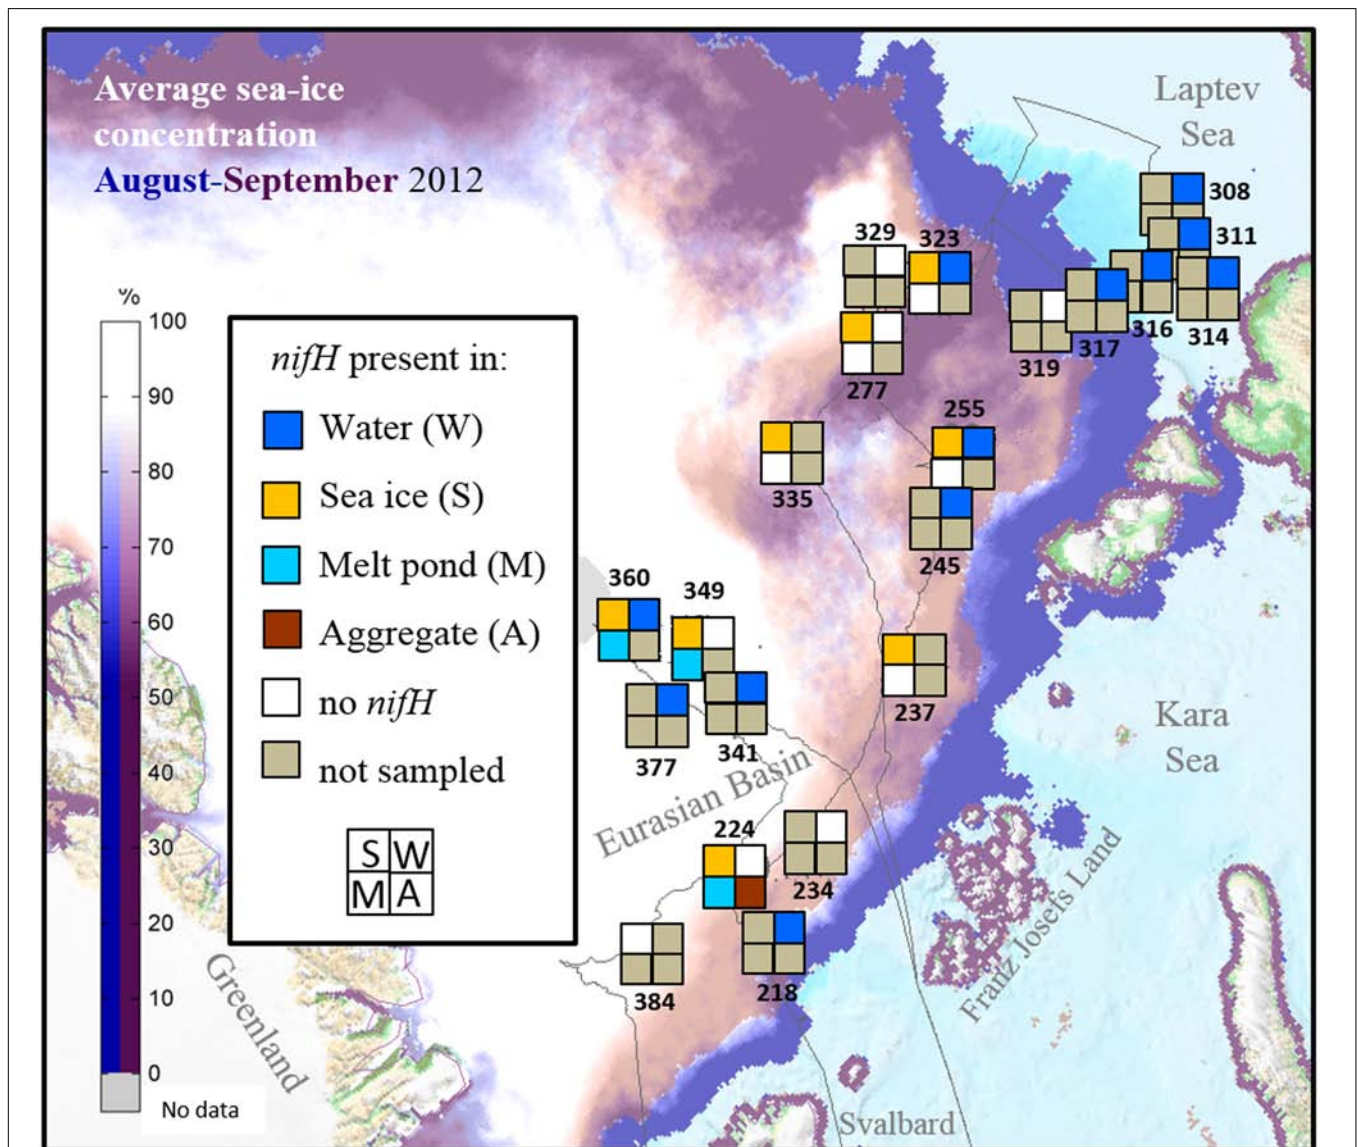 Average sea-ice
concentration
August-September 2012
Laptev
Sea
308
311
329
323
316
314
317
319
277
255
335
245
%
100
90
80
70
60
50
40
30
20
10
0
No data
nifH present in:
Water (W)
Sea ice (S)
Melt pond (M)
Aggregate (A)
no nifH
not sampled
S W
M A
360
349
237
377
341
Kara
Sea
Eurasian Basin
224
234
384
218
Greenland
Franz Josefs Land
Svalbard